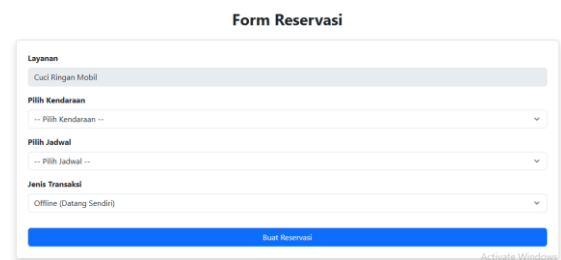 Form Reservasi
Layanan
Cuci Ringan Mobil
Pilih Kendaraan
-- Pilih Kendaraan --
Pilih Jadwal
-- Pilih Jadwal --
Jenis Transaksi
Offline (Datang Sendiri)
Buat Reservasi
Activate Windows